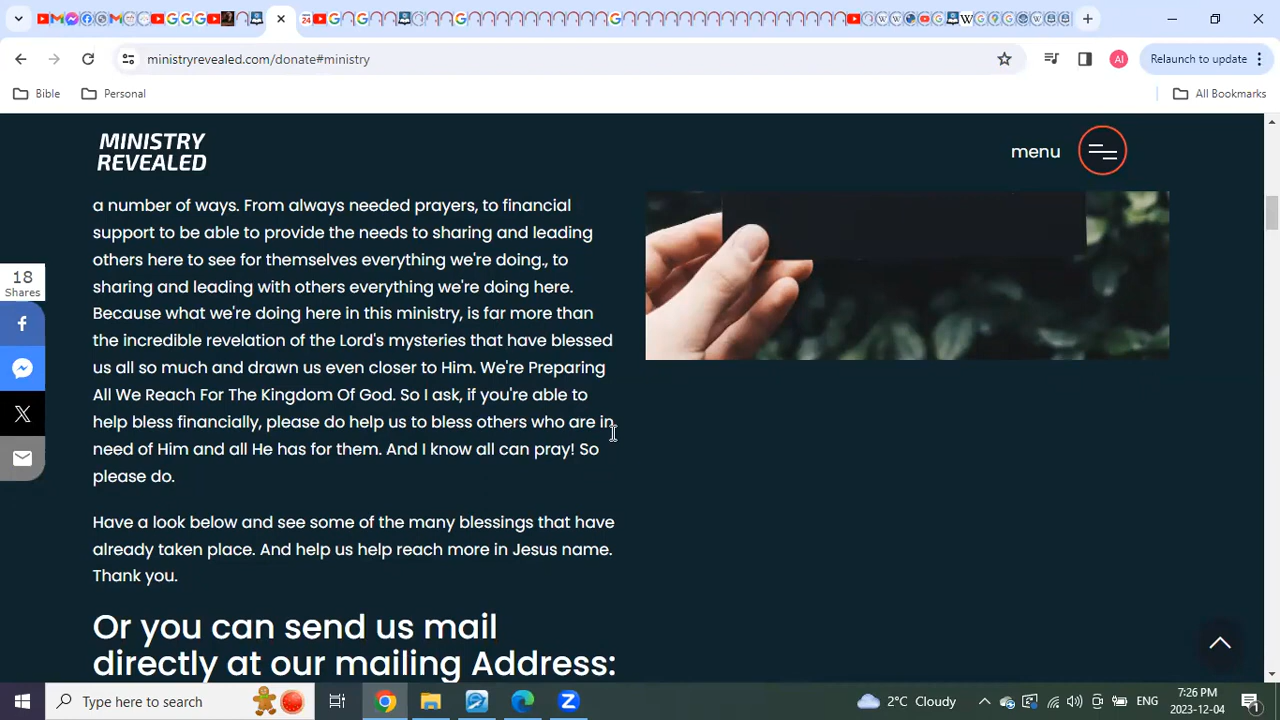 24
ministryrevealed.com/donate#ministry
AI
Relaunch to update
Bible
Personal
All Bookmarks
MINISTRY
REVEALED
menu
a number of ways. From always needed prayers, to financial
support to be able to provide the needs to sharing and leading
others here to see for themselves everything we're doing., to
sharing and leading with others everything we're doing here.
Because what we're doing here in this ministry, is far more than
the incredible revelation of the Lord's mysteries that have blessed
us all so much and drawn us even closer to Him. We're Preparing
All We Reach For The Kingdom Of God. So I ask, if you're able to
help bless financially, please do help us to bless others who are in
need of Him and all He has for them. And I know all can pray! So
please do.
Have a look below and see some of the many blessings that have
already taken place. And help us help reach more in Jesus name.
Thank you.
Or you can send us mail
directly at our mailing Address:
18
Shares
Type here to search
2°C Cloudy
ENG
7:26 PM
2023-12-04
1